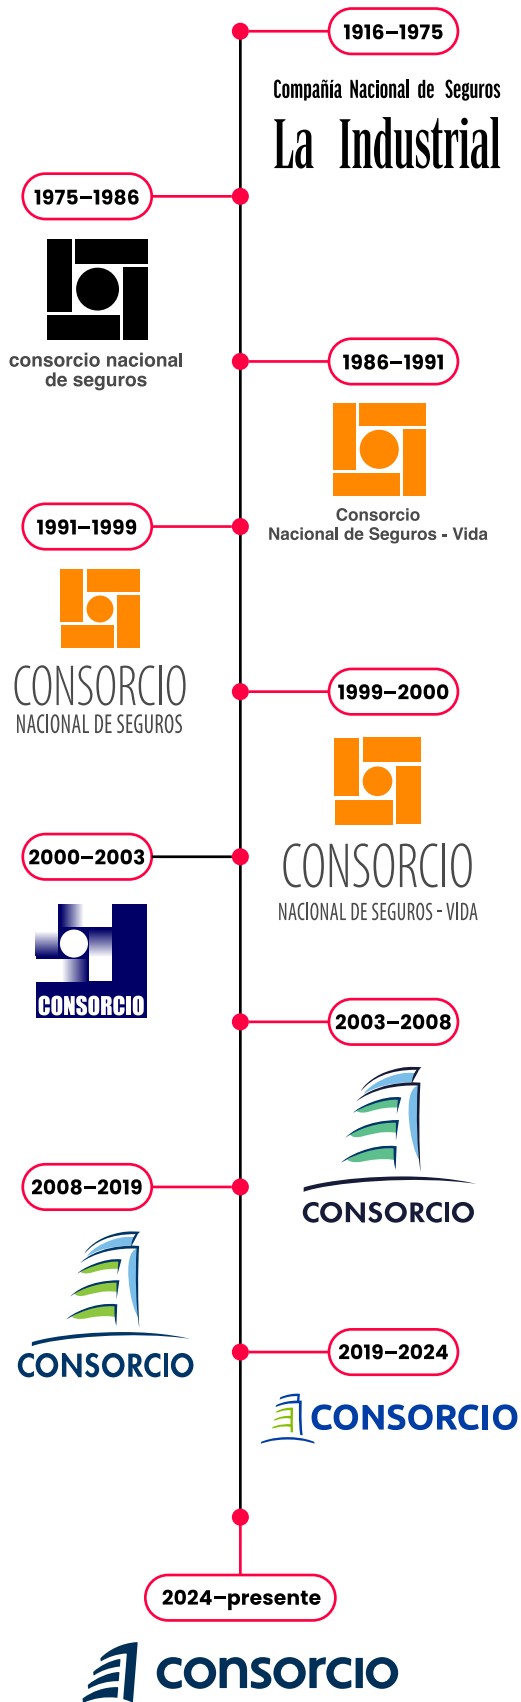 1916–1975
Compañía Nacional de Seguros
La Industrial
1975–1986
consorcio nacional
de seguros
1986–1991
Consorcio
Nacional de Seguros - Vida
1991–1999
CONSORCIO
NACIONAL DE SEGUROS
1999–2000
CONSORCIO
NACIONAL DE SEGUROS - VIDA
2000–2003
CONSORCIO
2003–2008
CONSORCIO
2008–2019
CONSORCIO
2019–2024
CONSORCIO
2024–presente
consorcio